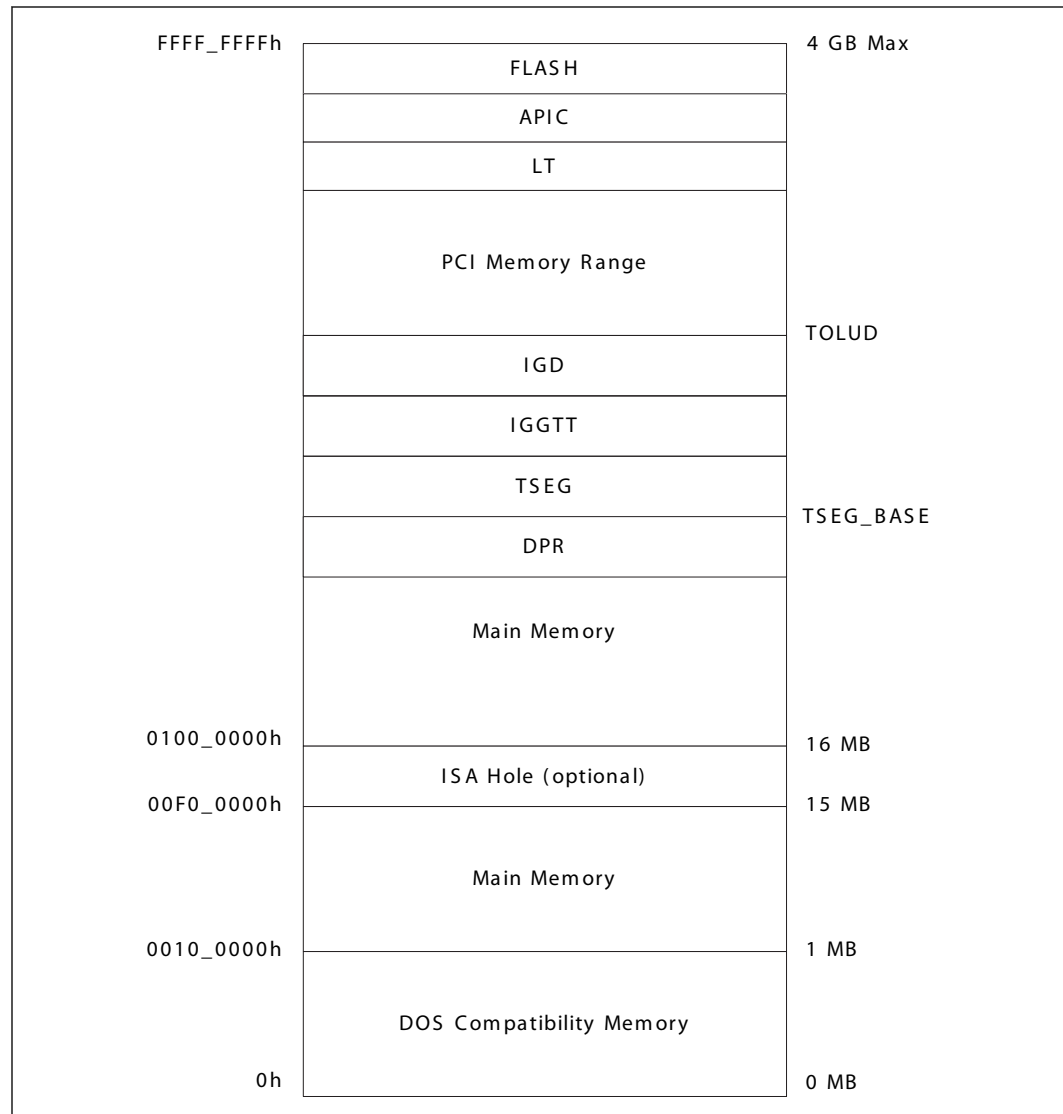 FFFF_FFFFh
4 GB Max
FLASH
APIC
LT
PCI Memory Range
TOLUD
IGD
IGGTT
TSEG
TSEG_BASE
DPR
Main Memory
0100_0000h
16 MB
ISA Hole (optional)
00F0_0000h
15 MB
Main Memory
0010_0000h
1 MB
DOS Compatibility Memory
0h
0 MB